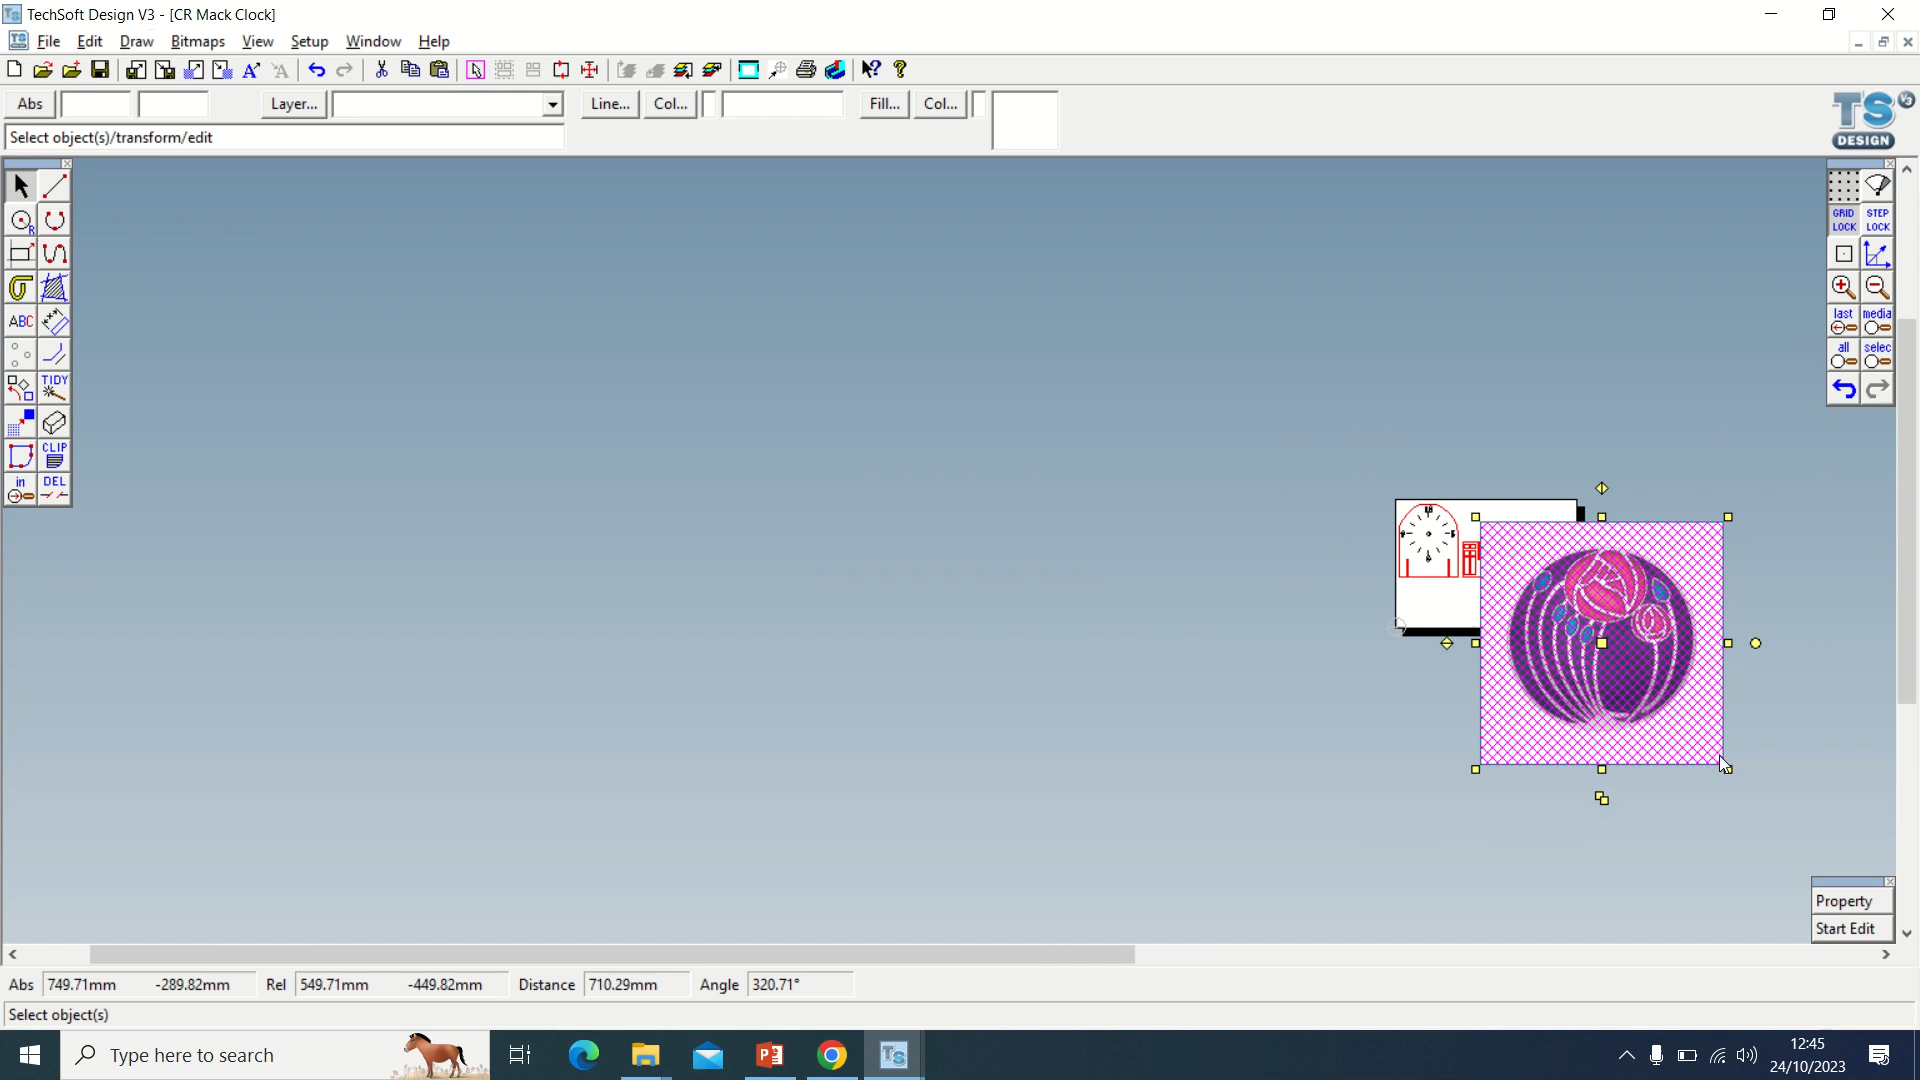 TS TechSoft Design V3 - [CR Mack Clock]
File Edit Draw Bitmaps View Setup Window Help
Abs Layer... Line... Col... Fill... Col...
TS V3
DESIGN
Select object(s)/transform/edit
GRID LOCK STEP LOCK
ABC
last media
all selec
TIDY
CLIP
in DEL
Property
Start Edit
Abs 749.71mm -289.82mm Rel 549.71mm -449.82mm Distance 710.29mm Angle 320.71°
Select object(s)
Type here to search
12:45
24/10/2023